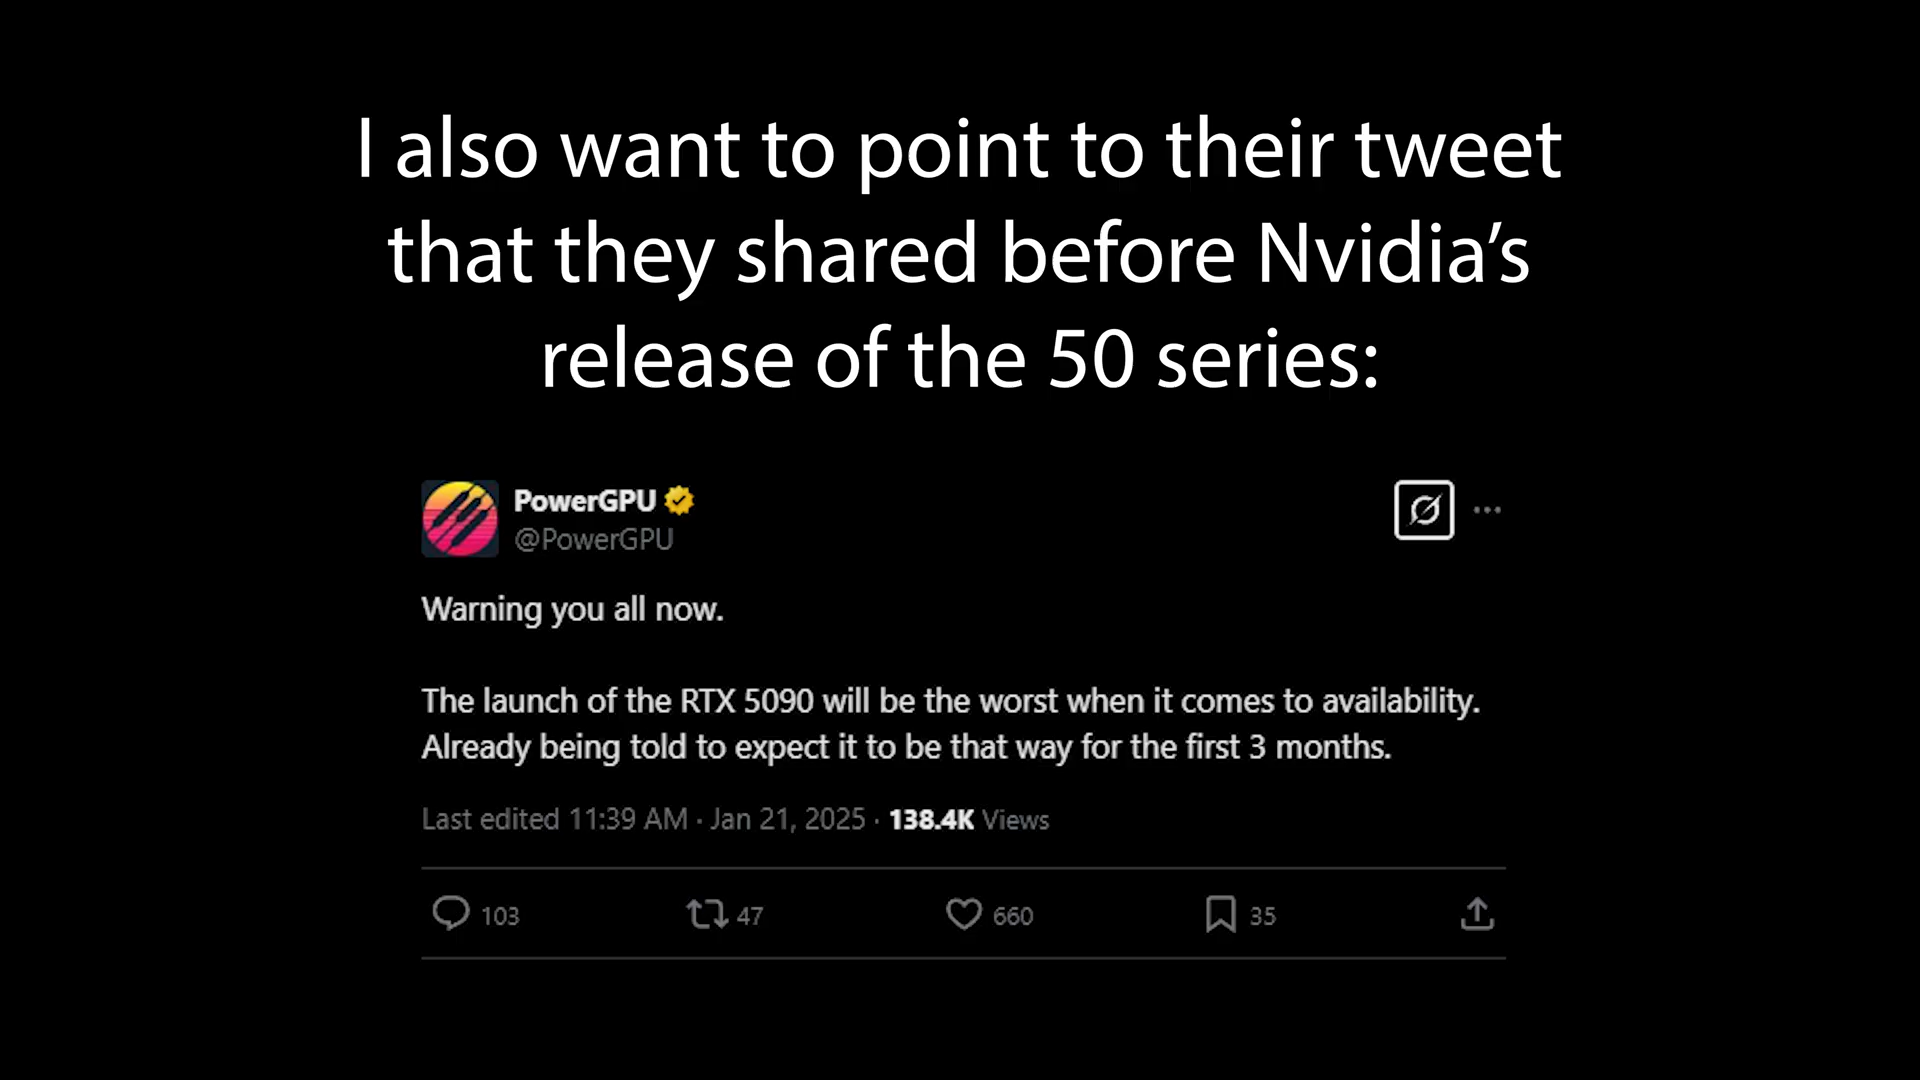 I also want to point to their tweet
that they shared before Nvidia’s
release of the 50 series:
PowerGPU
@PowerGPU
Warning you all now.
The launch of the RTX 5090 will be the worst when it comes to availability.
Already being told to expect it to be that way for the first 3 months.
Last edited 11:39 AM · Jan 21, 2025 · 138.4K Views
103 47 660 35